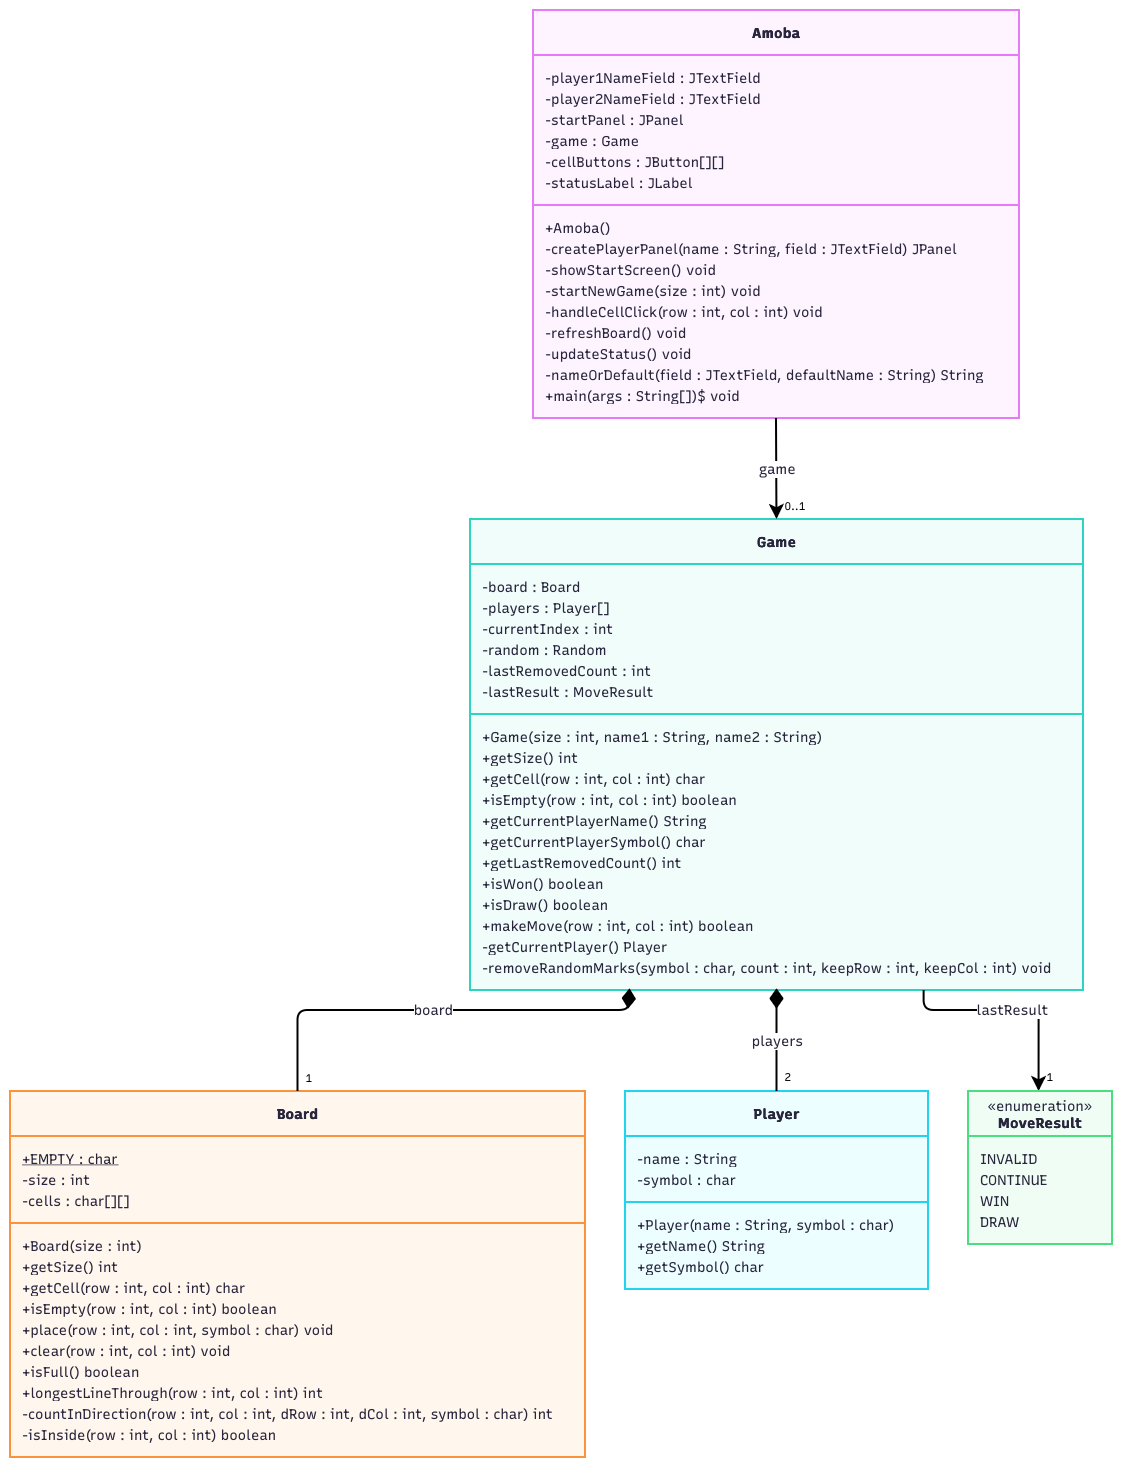 Amoba
-player1NameField : JTextField
-player2NameField : JTextField
-startPanel : JPanel
-game : Game
-cellButtons : JButton[][]
-statusLabel : JLabel
+Amoba()
-createPlayerPanel(name : String, field : JTextField) JPanel
-showStartScreen() void
-startNewGame(size : int) void
-handleCellClick(row : int, col : int) void
-refreshBoard() void
-updateStatus() void
-nameOrDefault(field : JTextField, defaultName : String) String
+main(args : String[])$ void
game
0..1
Game
-board : Board
-players : Player[]
-currentIndex : int
-random : Random
-lastRemovedCount : int
-lastResult : MoveResult
+Game(size : int, name1 : String, name2 : String)
+getSize() int
+getCell(row : int, col : int) char
+isEmpty(row : int, col : int) boolean
+getCurrentPlayerName() String
+getCurrentPlayerSymbol() char
+getLastRemovedCount() int
+isWon() boolean
+isDraw() boolean
+makeMove(row : int, col : int) boolean
-getCurrentPlayer() Player
-removeRandomMarks(symbol : char, count : int, keepRow : int, keepCol : int) void
board
players
lastResult
1
2
1
Board
+EMPTY : char
-size : int
-cells : char[][]
+Board(size : int)
+getSize() int
+getCell(row : int, col : int) char
+isEmpty(row : int, col : int) boolean
+place(row : int, col : int, symbol : char) void
+clear(row : int, col : int) void
+isFull() boolean
+longestLineThrough(row : int, col : int) int
-countInDirection(row : int, col : int, dRow : int, dCol : int, symbol : char) int
-isInside(row : int, col : int) boolean
Player
-name : String
-symbol : char
+Player(name : String, symbol : char)
+getName() String
+getSymbol() char
«enumeration»
MoveResult
INVALID
CONTINUE
WIN
DRAW